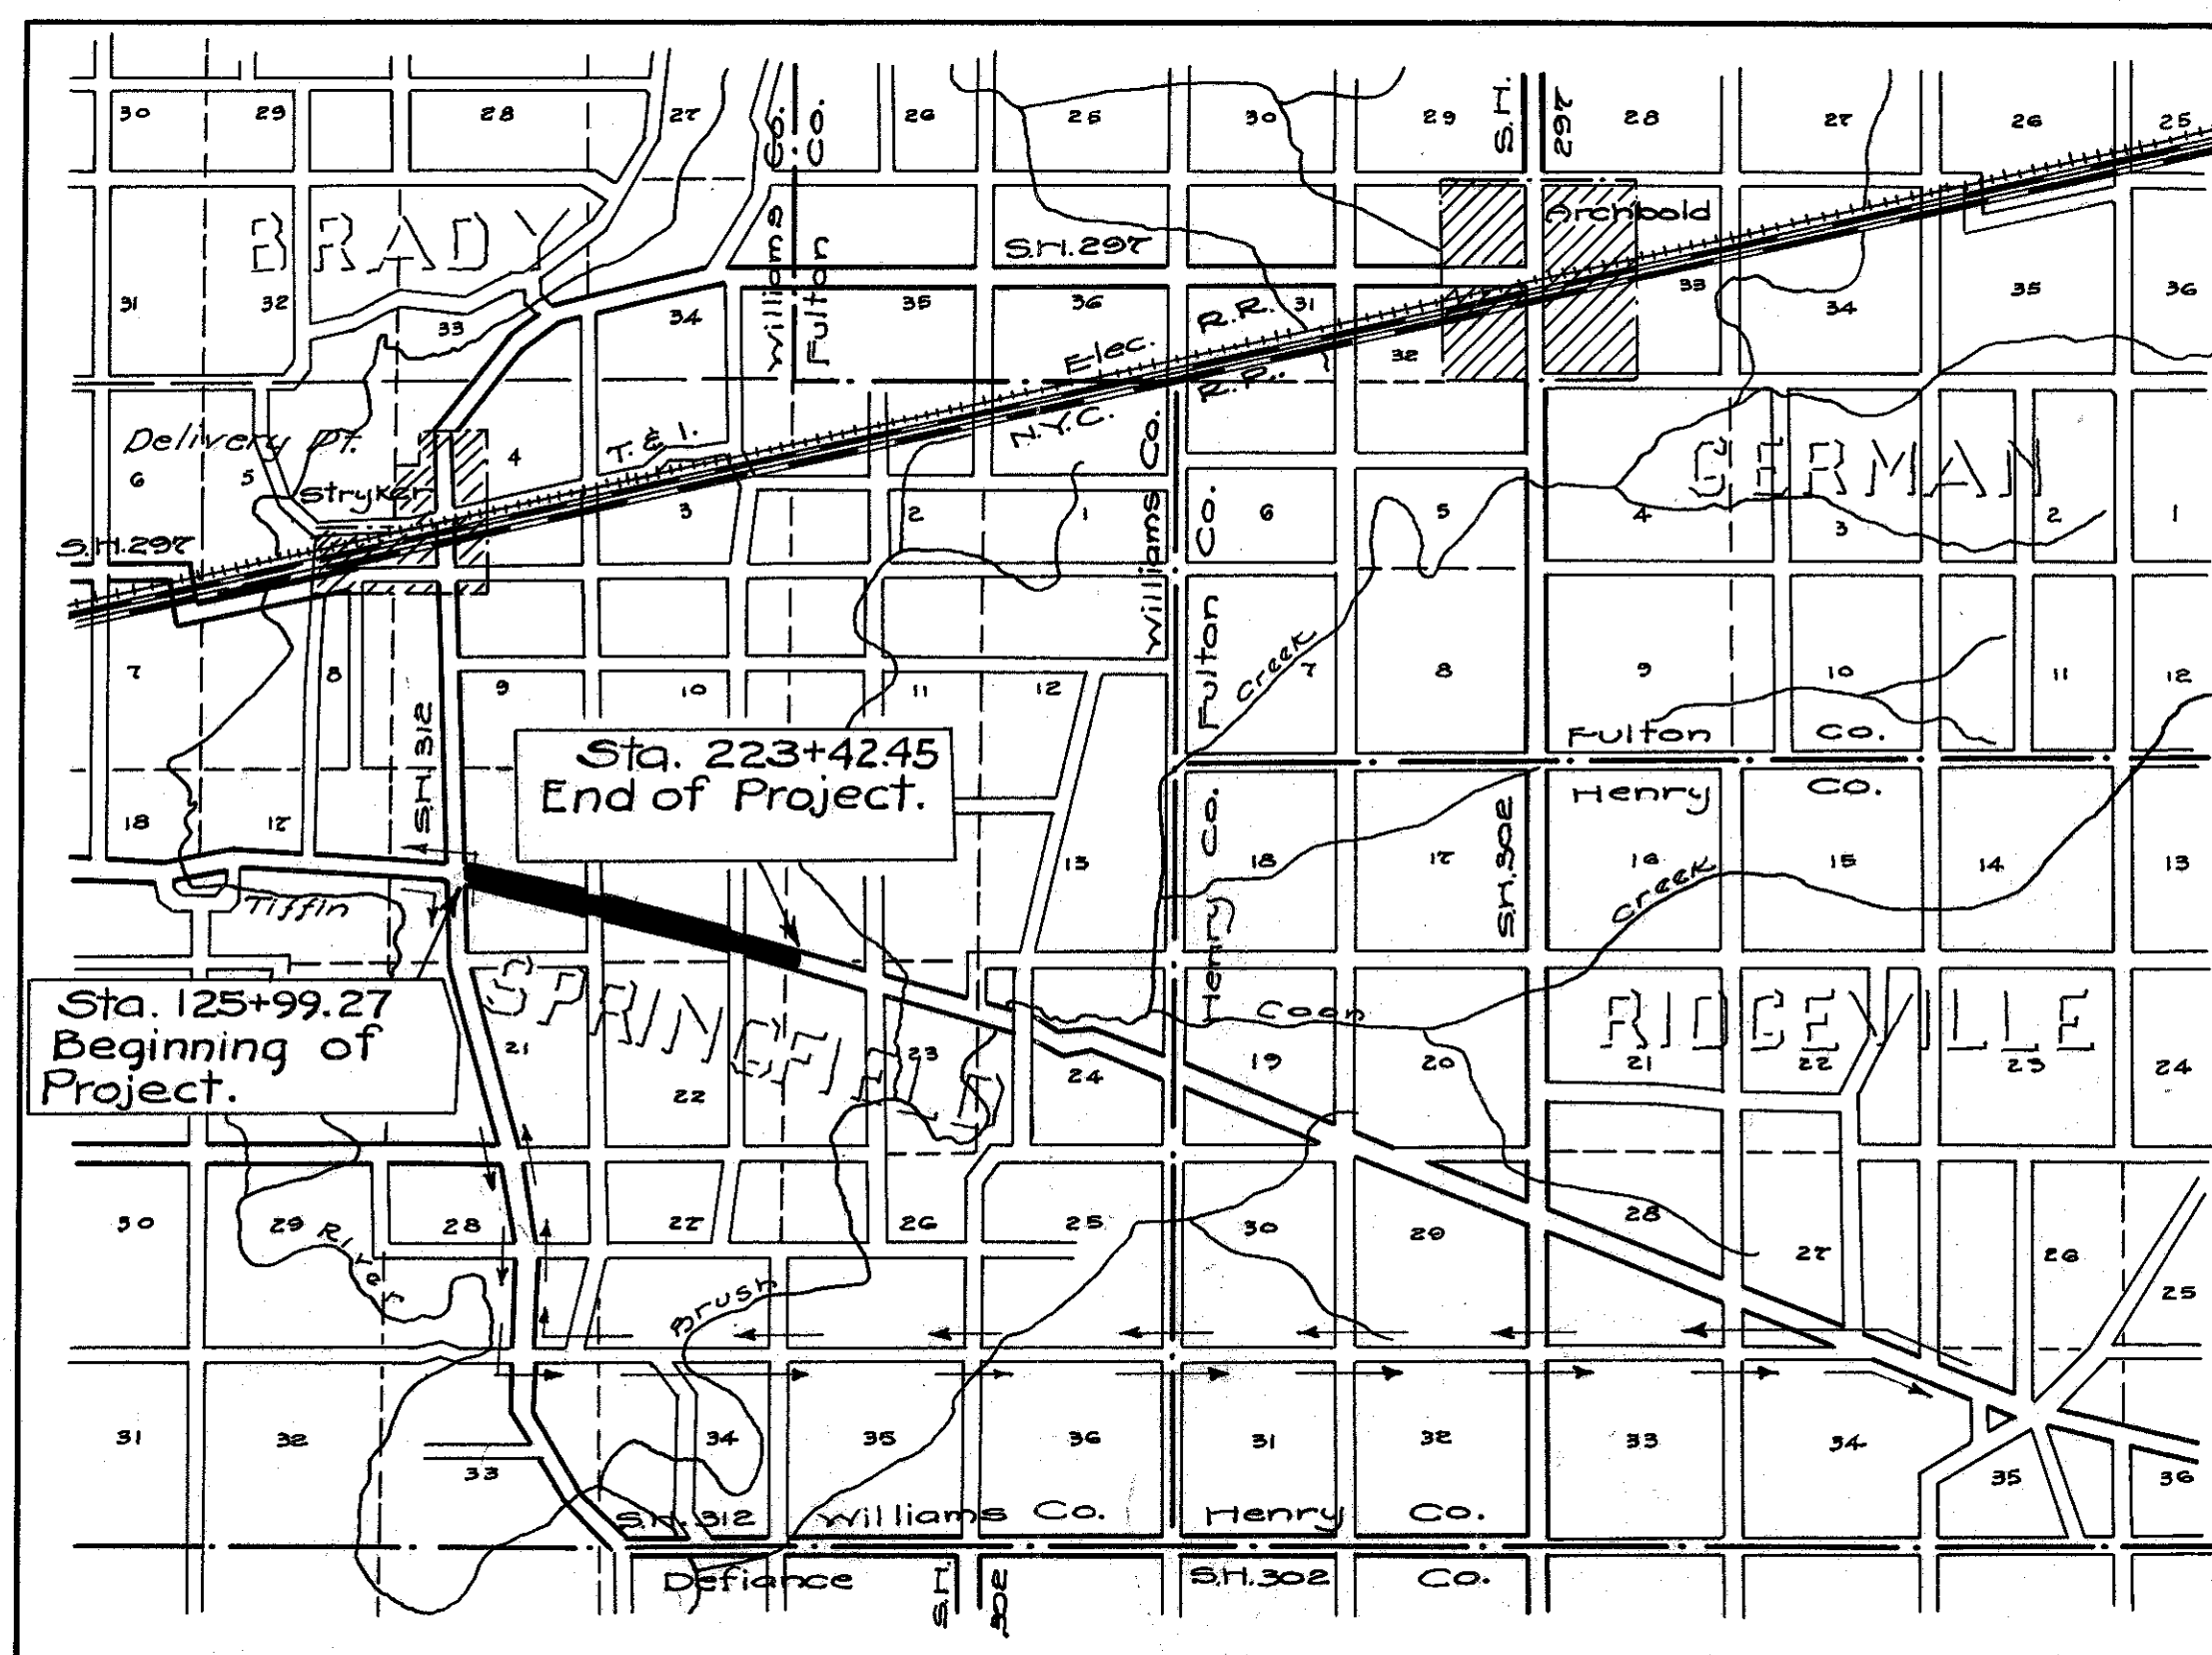 30 29 28 27 Co. Co. 26 25 30 29 S.H. 297 28 27 26 25
BRADY
Archbold
S.H.297
Williams Fulton
31 32 33 34 35 36 R.R. 31 32 33 34 35 36
Elec.
R.R.
T. & I.
N.Y.C.
Delivery Pt.
Stryker
S.H.297
GERMAN
6 5 4 3 2 1 6 5 4 3 2 1
Williams Co.
Fulton Co.
Creek
7 8 9 10 11 12 7 8 9 10 11 12
S.H.312
Fulton Co.
Henry Co.
Sta. 223+42.45
End of Project.
18 17 13 18 17 16 15 14 13
S.H.302
Creek
Henry Co.
Tiffin
Sta. 125+99.27
Beginning of
Project.
SPRINGFIELD
Coon
RIDGEVILLE
21 22 23 24 19 20 21 22 23 24
30 29 28 27 26 25 30 29 28 27 26 25
River
Brush
31 32 33 34 35 36 31 32 33 34 35 36
S.H.312 Williams Co. Henry Co.
Defiance S.H. 302 S.H.302 Co.